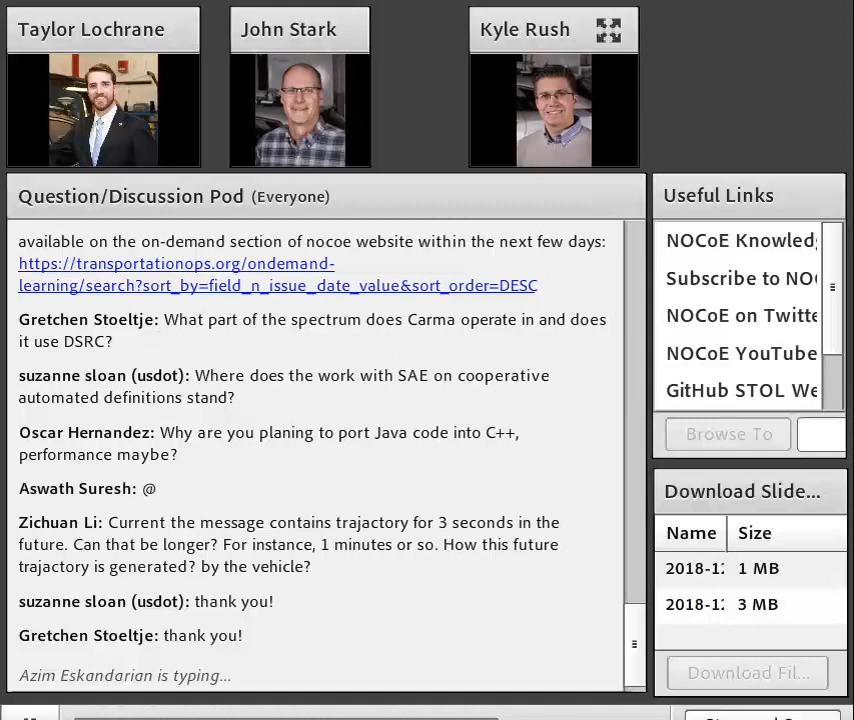 Taylor Lochrane
John Stark
Kyle Rush
Question/Discussion Pod (Everyone)
available on the on-demand section of nocoe website within the next few days:
https://transportationops.org/ondemand-
learning/search?sort_by=field_n_issue_date_value&sort_order=DESC
Gretchen Stoeltje: What part of the spectrum does Carma operate in and does
it use DSRC?
suzanne sloan (usdot): Where does the work with SAE on cooperative
automated definitions stand?
Oscar Hernandez: Why are you planing to port Java code into C++,
performance maybe?
Aswath Suresh: @
Zichuan Li: Current the message contains trajactory for 3 seconds in the
future. Can that be longer? For instance, 1 minutes or so. How this future
trajactory is generated? by the vehicle?
suzanne sloan (usdot): thank you!
Gretchen Stoeltje: thank you!
Azim Eskandarian is typing...
Useful Links
NOCoE Knowled
Subscribe to NO
NOCoE on Twitte
NOCoE YouTube
GitHub STOL We
Browse To
Download Slide...
Name Size
2018-12 1 MB
2018-12 3 MB
Download Fil...